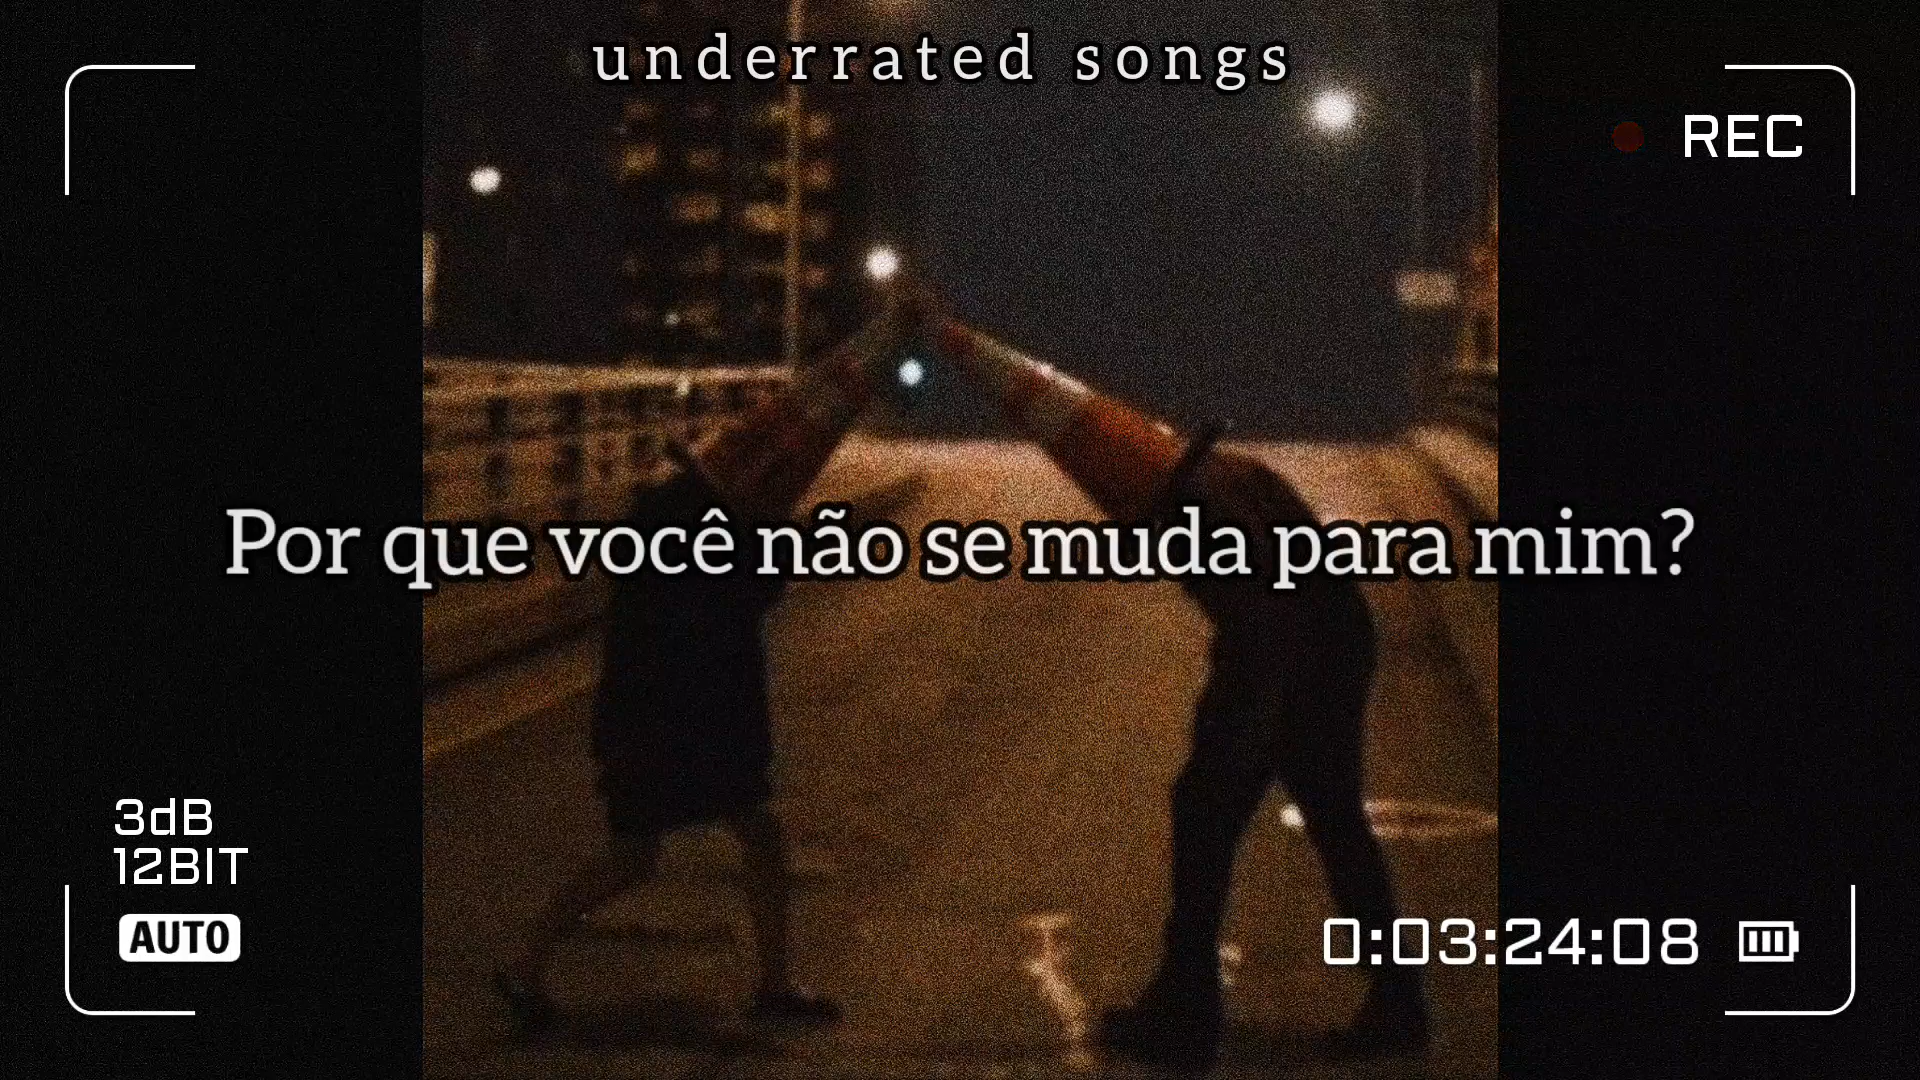 underrated songs
REC
Por que você não se muda para mim?
3dB
12BIT
AUTO
0:03:24:08